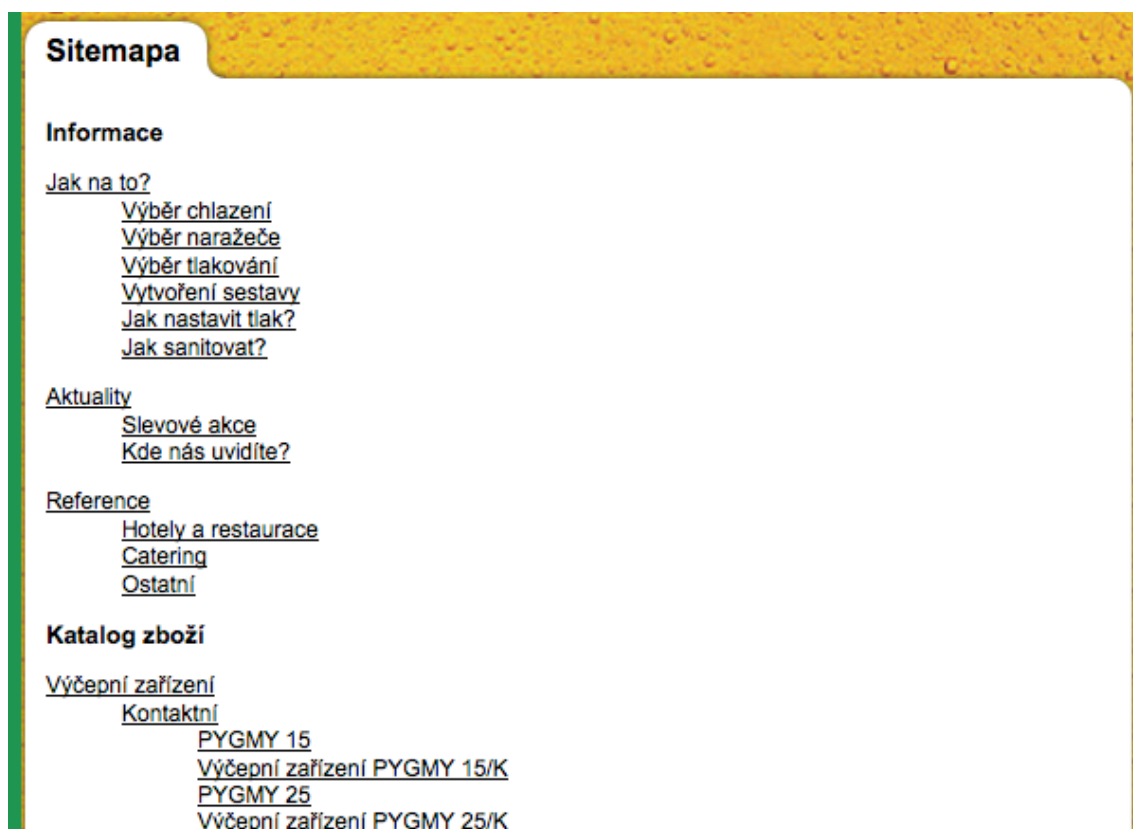 Sitemapa
Informace
Jak na to?
Výběr chlazení
Výběr naražeče
Výběr tlakování
Vytvoření sestavy
Jak nastavit tlak?
Jak sanitovat?
Aktuality
Slevové akce
Kde nás uvidíte?
Reference
Hotely a restaurace
Catering
Ostatní
Katalog zboží
Výčepní zařízení
Kontaktní
PYGMY 15
Výčepní zařízení PYGMY 15/K
PYGMY 25
Výčepní zařízení PYGMY 25/K